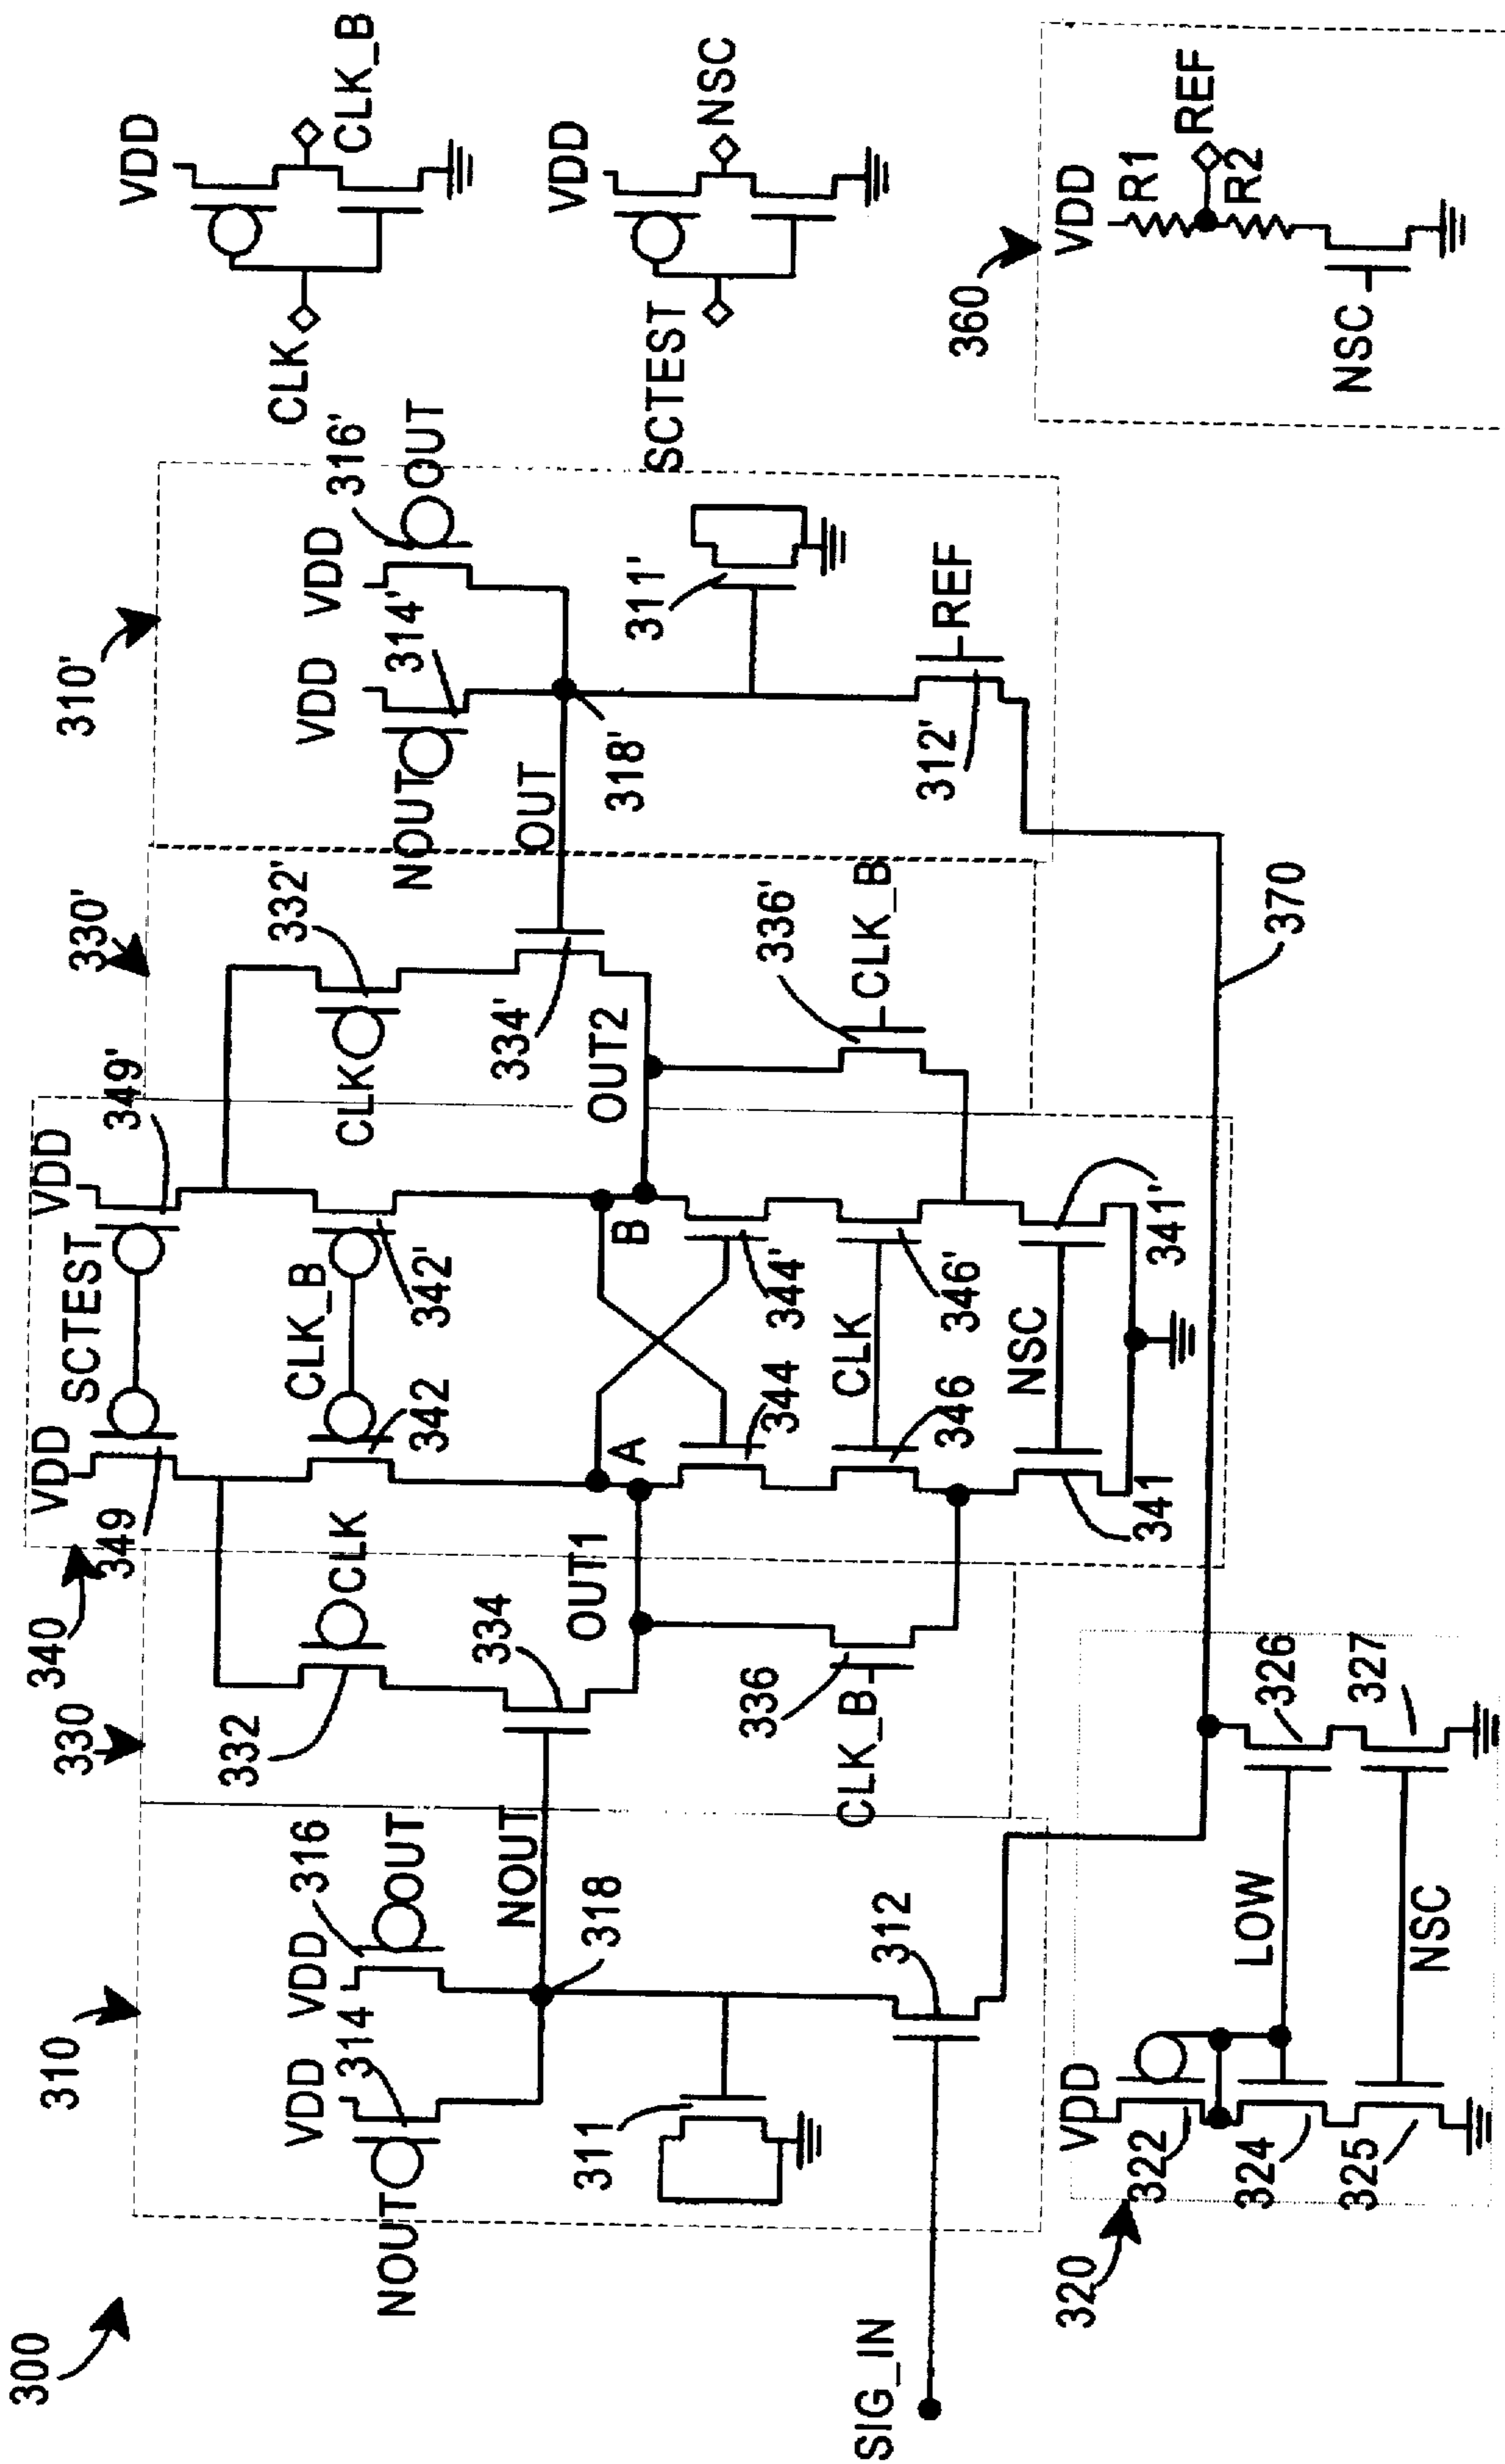 300
310
330
340
330'
310'
VDD
SCTEST
VDD
349
349'
VDD
CLK_B
CLK
CLK
CLK_B
CLK
332'
332
342
342'
VDD
VDD
314
316
NOUT
OUT
VDD
VDD
316'
314'
NOUT
OUT
NOUT
334
OUT
334'
318
318'
OUT1
A
B
OUT2
VDD
SCTEST
NSC
311
344
344'
311'
336
CLK_B
CLK
346
346'
336'
CLK_B
SIG_IN
312
312'
REF
NSC
341
341'
370
360
320
VDD
322
324
325
LOW
NSC
326
327
VDD
R1
REF
R2
NSC